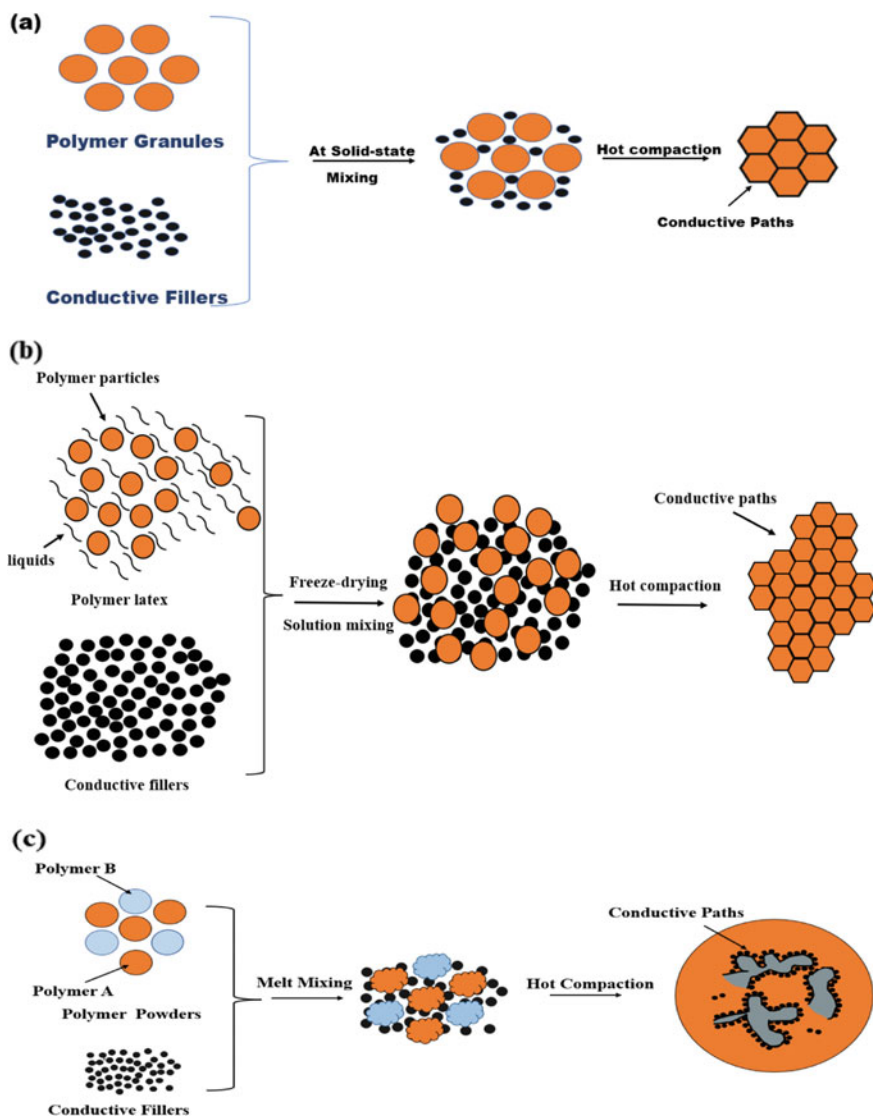 (a)
Polymer Granules
Conductive Fillers
At Solid-state
Mixing
Hot compaction
Conductive Paths
(b)
Polymer particles
liquids
Polymer latex
Conductive fillers
Freeze-drying
Solution mixing
Hot compaction
Conductive paths
(c)
Polymer B
Polymer A
Polymer Powders
Conductive Fillers
Melt Mixing
Hot Compaction
Conductive Paths